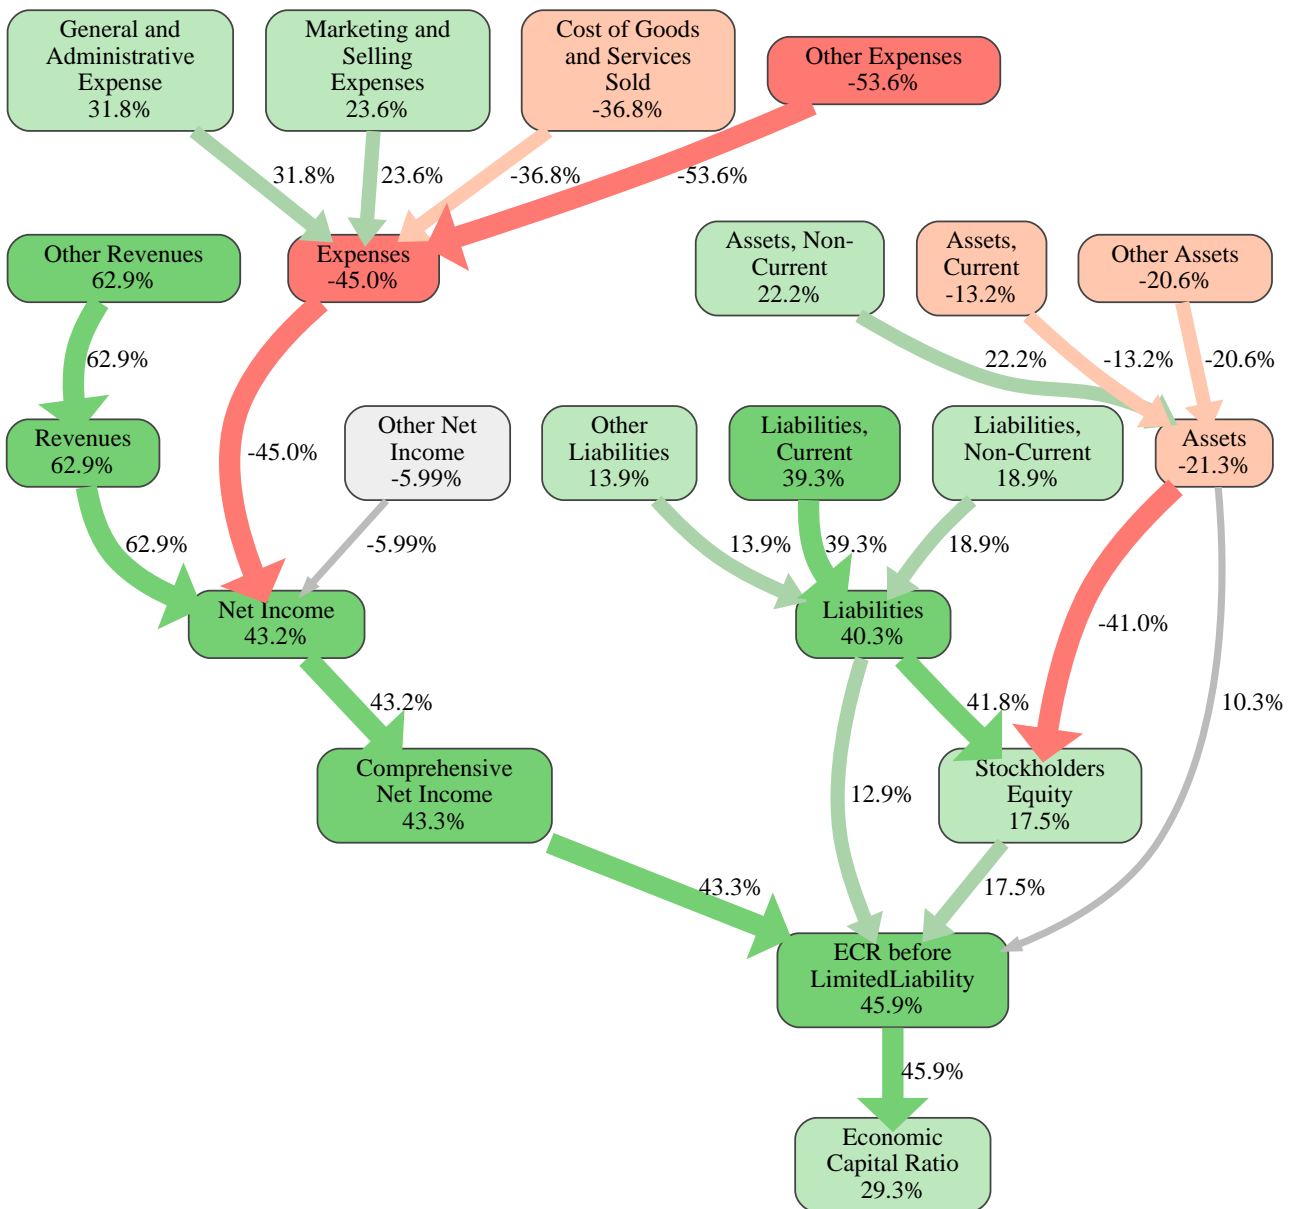 General and
Administrative
Expense
31.8%
Marketing and
Selling
Expenses
23.6%
Cost of Goods
and Services
Sold
-36.8%
Other Expenses
-53.6%
31.8%
23.6%
-36.8%
-53.6%
Other Revenues
62.9%
Expenses
-45.0%
Assets, Non-
Current
22.2%
Assets,
Current
-13.2%
Other Assets
-20.6%
62.9%
22.2%
-13.2%
-20.6%
Revenues
62.9%
-45.0%
Other Net
Income
-5.99%
Other
Liabilities
13.9%
Liabilities,
Current
39.3%
Liabilities,
Non-Current
18.9%
Assets
-21.3%
62.9%
-5.99%
13.9%
39.3%
18.9%
Net Income
43.2%
Liabilities
40.3%
-41.0%
43.2%
41.8%
10.3%
Comprehensive
Net Income
43.3%
12.9%
Stockholders
Equity
17.5%
43.3%
17.5%
ECR before
LimitedLiability
45.9%
45.9%
Economic
Capital Ratio
29.3%